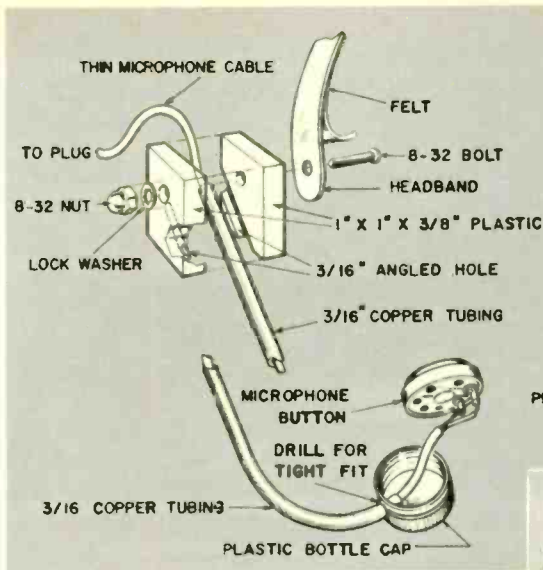 THIN MICROPHONE CABLE
FELT
TO PLUG
8-32 BOLT
8-32 NUT
HEADBAND
1" X 1" X 3/8" PLASTIC
LOCK WASHER
3/16" ANGLED HOLE
3/16" COPPER TUBING
MICROPHONE
BUTTON
DRILL FOR
TIGHT FIT
3/16 COPPER TUBING
PLASTIC BOTTLE CAP